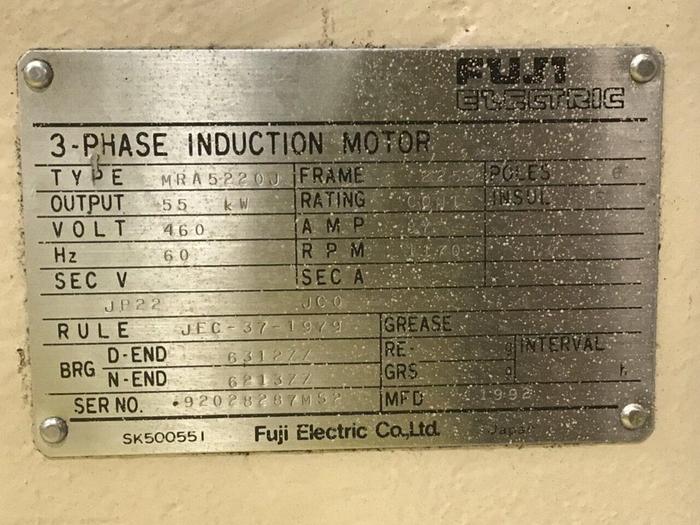 FUJI
ELECTRIC
3-PHASE INDUCTION MOTOR
TYPE MRA5220J FRAME POLES 6
OUTPUT 55 kW RATING CONT INSUL
VOLT 460 AMP
Hz 60 RPM 1170
SEC V SEC A
JP22 JC0
RULE JEC-37-1979 GREASE
BRG D-END 6312ZZ RE- g INTERVAL
N-END 6213ZZ GRS g h
SER NO. 92028287M52 MFD 1992
SK500551 Fuji Electric Co.,Ltd. Japan